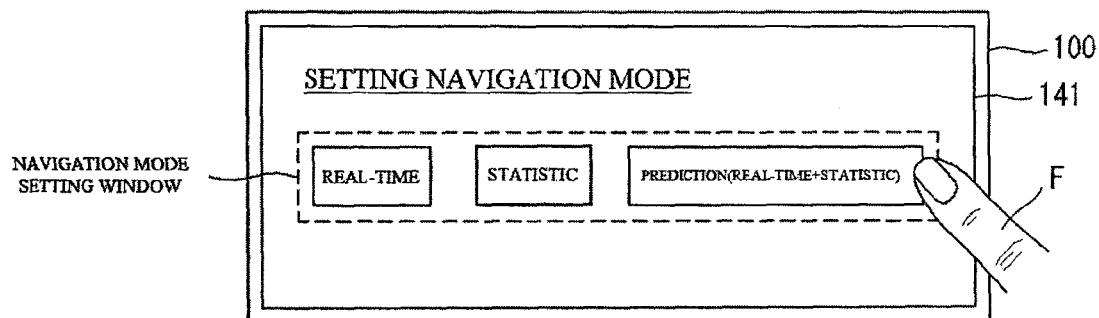 100
SETTING NAVIGATION MODE
141
NAVIGATION MODE
SETTING WINDOW
REAL-TIME
STATISTIC
PREDICTION(REAL-TIME+STATISTIC)
F